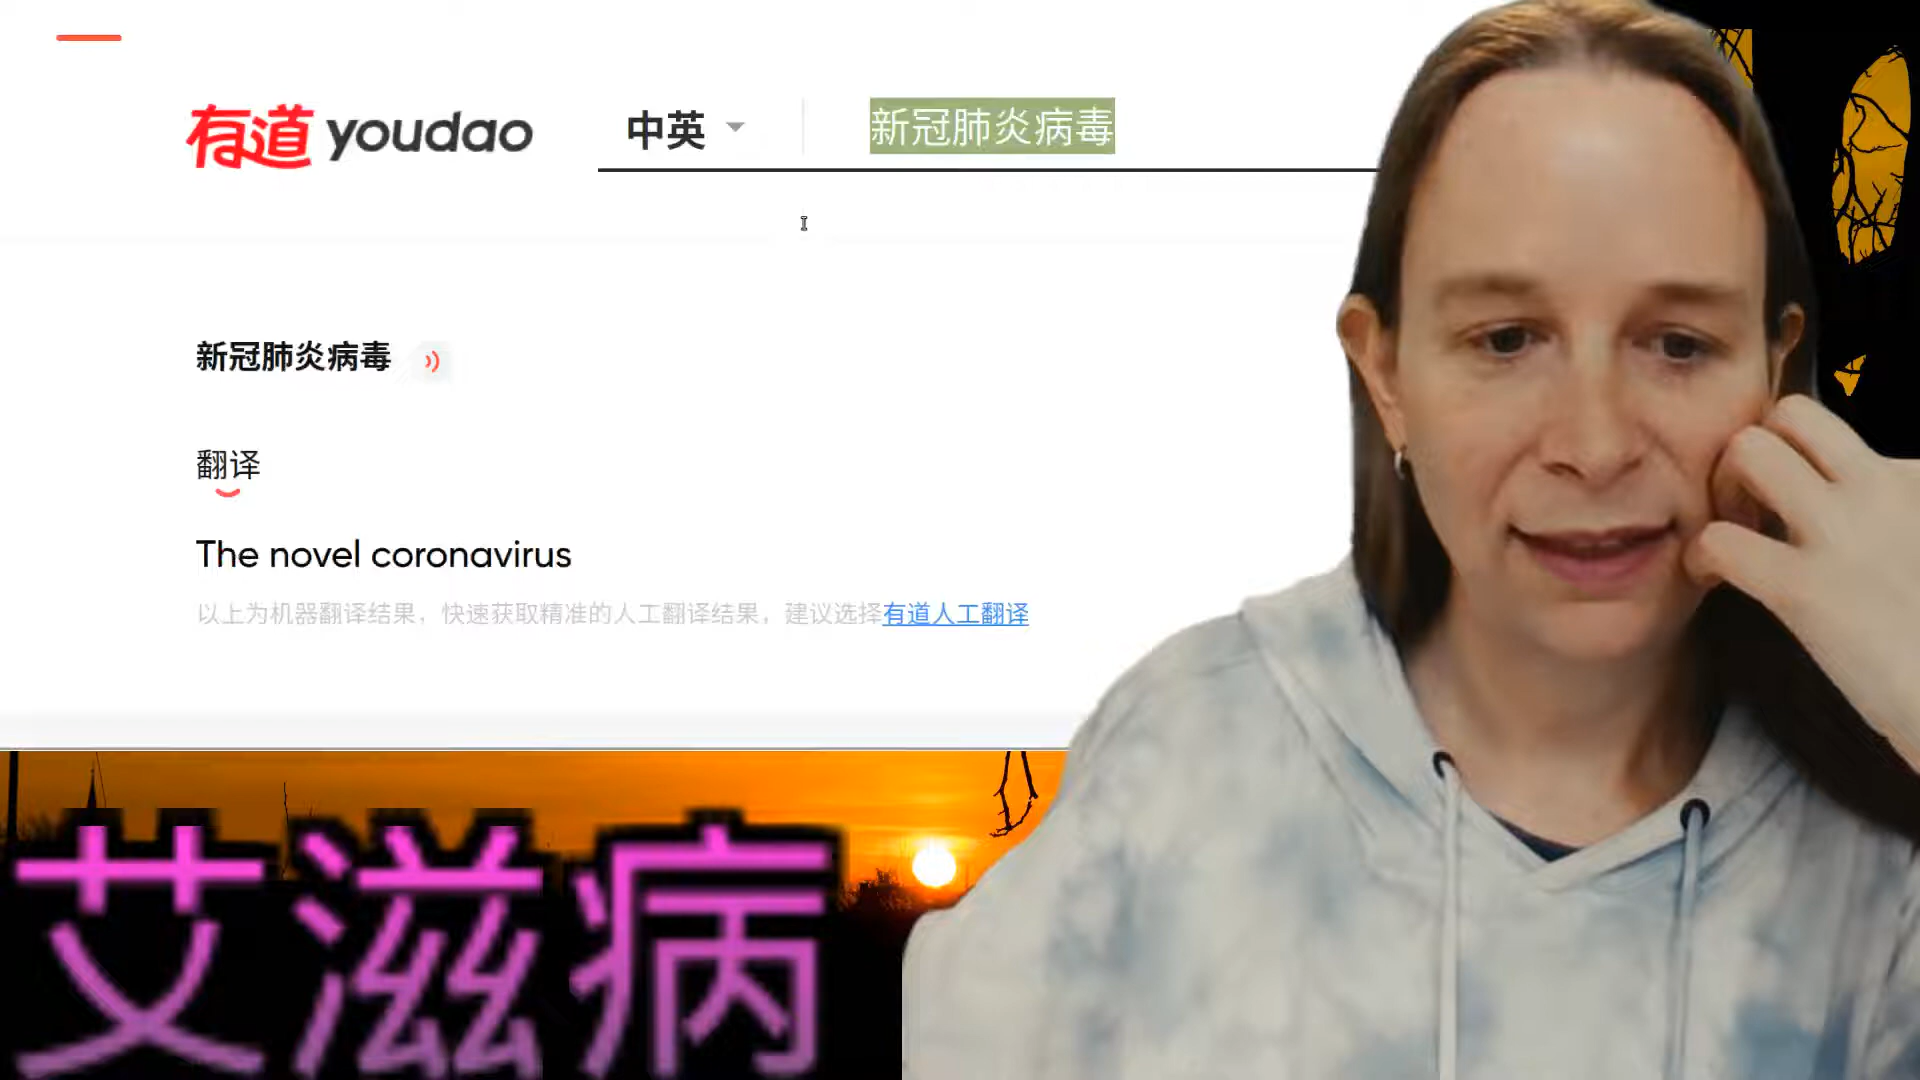 有道 youdao 中英 新冠肺炎病毒
新冠肺炎病毒
翻译
The novel coronavirus
以上为机器翻译结果，快速获取精准的人工翻译结果，建议选择有道人工翻译
艾滋病